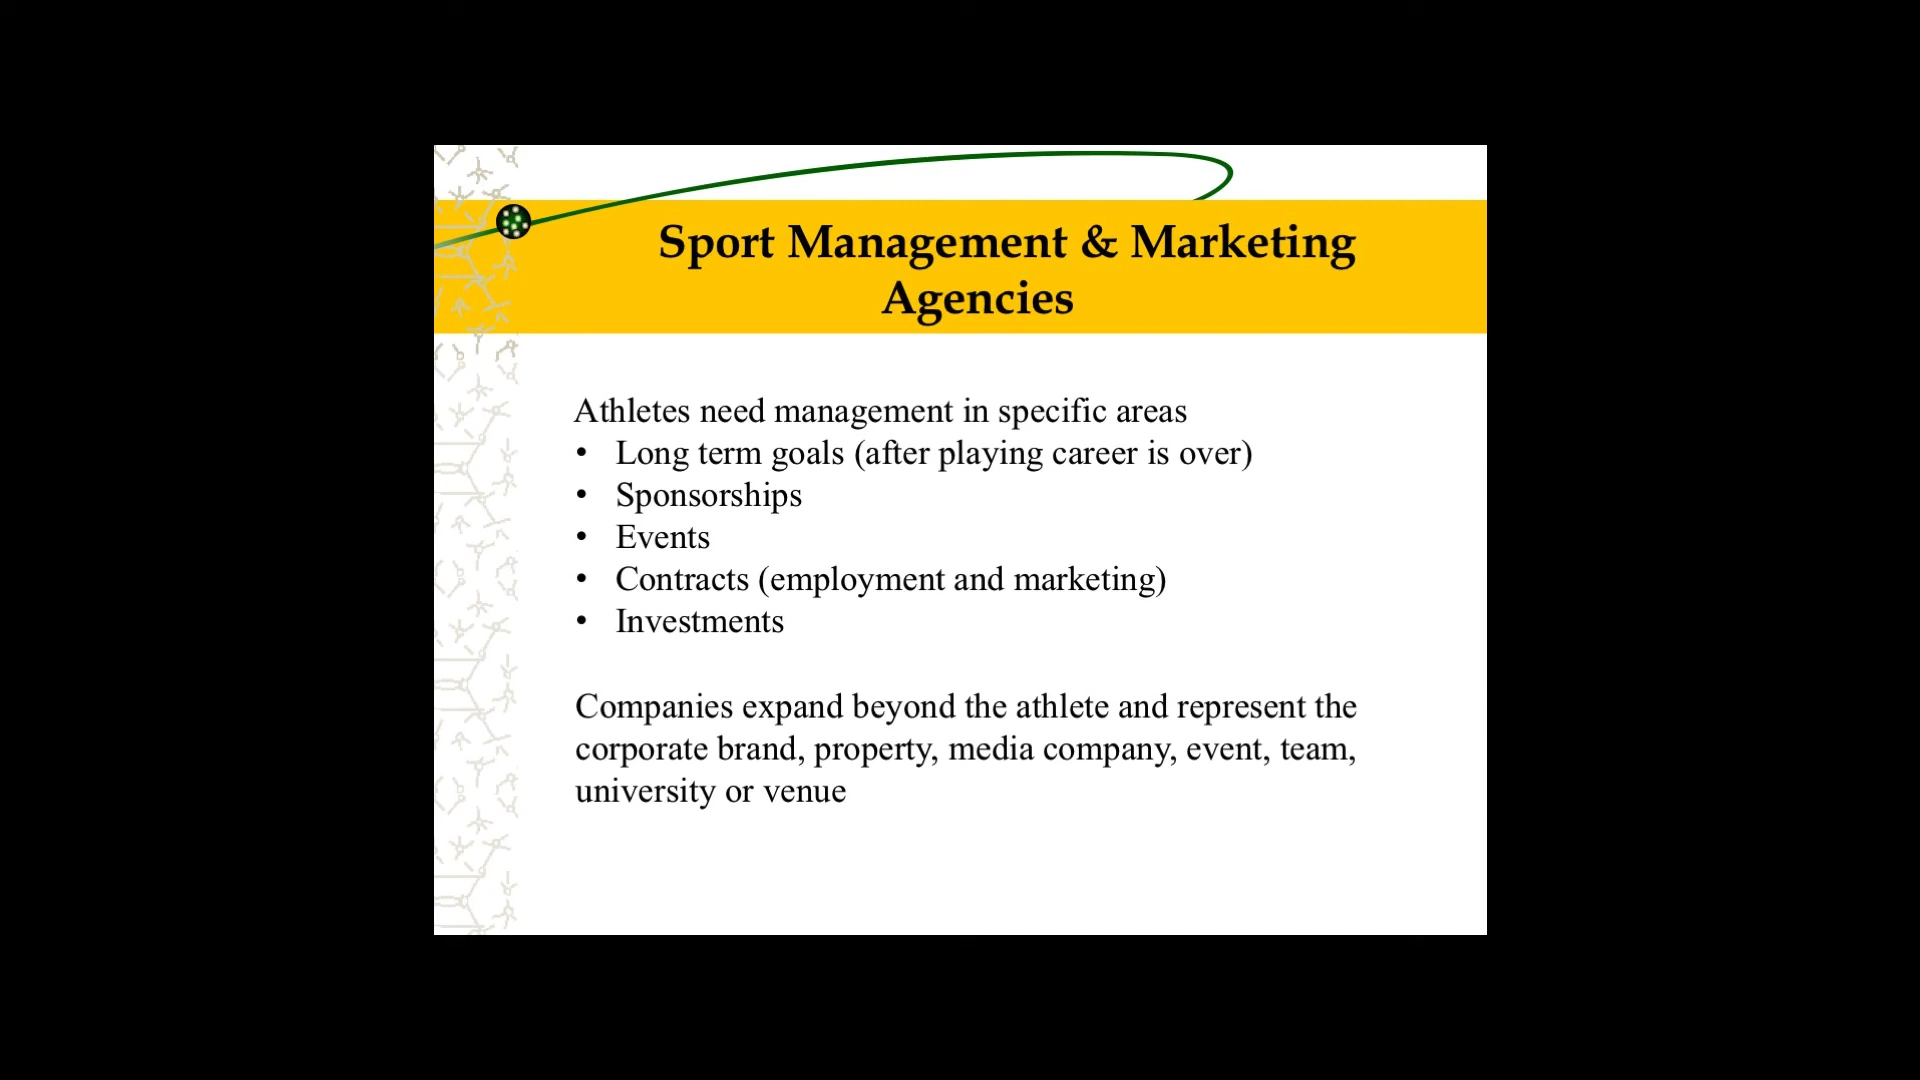 Sport Management & Marketing
Agencies
Athletes need management in specific areas
• Long term goals (after playing career is over)
• Sponsorships
• Events
• Contracts (employment and marketing)
• Investments
Companies expand beyond the athlete and represent the
corporate brand, property, media company, event, team,
university or venue